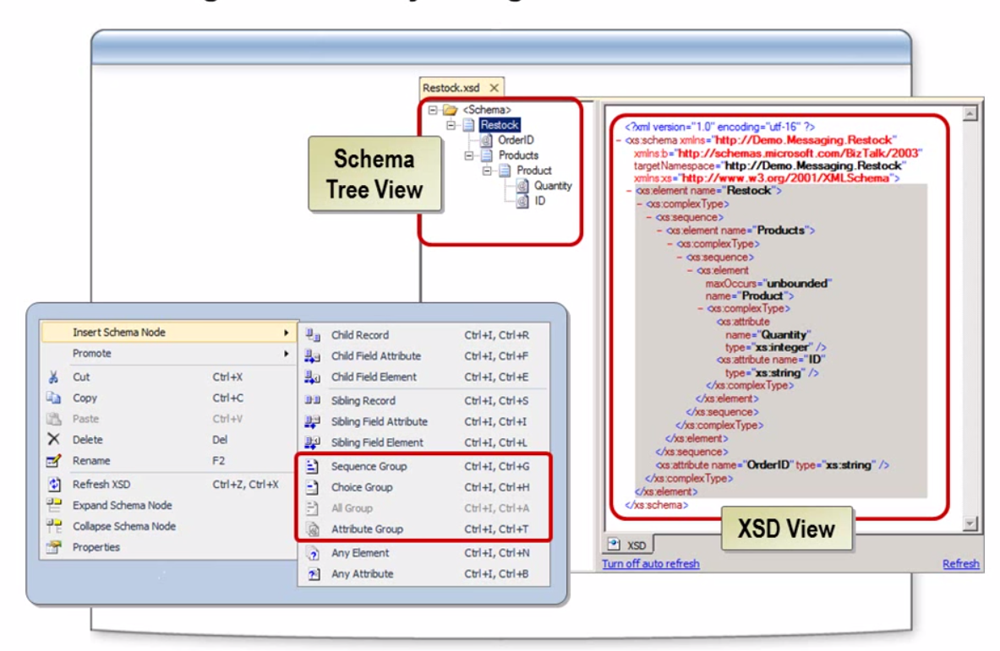 Restock.xsd
<Schema>
Restock
OrderID
Products
Product
Quantity
ID
Schema
Tree View
<?xml version="1.0" encoding="utf-16" ?>
- <xs:schema xmlns="http://Demo.Messaging.Restock"
xmlns:b="http://schemas.microsoft.com/BizTalk/2003"
targetNamespace="http://Demo.Messaging.Restock"
xmlns:xs="http://www.w3.org/2001/XMLSchema">
- <xs:element name="Restock">
- <xs:complexType>
- <xs:sequence>
- <xs:element name="Products">
- <xs:complexType>
- <xs:sequence>
- <xs:element
maxOccurs="unbounded"
name="Product">
- <xs:complexType>
<xs:attribute
name="Quantity"
type="xs:integer" />
<xs:attribute name="ID"
type="xs:string" />
</xs:complexType>
</xs:element>
</xs:sequence>
</xs:complexType>
</xs:element>
</xs:sequence>
<xs:attribute name="OrderID" type="xs:string" />
</xs:complexType>
</xs:element>
</xs:schema>
XSD View
XSD
Turn off auto refresh
Refresh
Insert Schema Node
Promote
Cut Ctrl+X
Copy Ctrl+C
Paste Ctrl+V
Delete Del
Rename F2
Refresh XSD Ctrl+Z, Ctrl+X
Expand Schema Node
Collapse Schema Node
Properties
Child Record Ctrl+I, Ctrl+R
Child Field Attribute Ctrl+I, Ctrl+F
Child Field Element Ctrl+I, Ctrl+E
Sibling Record Ctrl+I, Ctrl+S
Sibling Field Attribute Ctrl+I, Ctrl+I
Sibling Field Element Ctrl+I, Ctrl+L
Sequence Group Ctrl+I, Ctrl+G
Choice Group Ctrl+I, Ctrl+H
All Group Ctrl+I, Ctrl+A
Attribute Group Ctrl+I, Ctrl+T
Any Element Ctrl+I, Ctrl+N
Any Attribute Ctrl+I, Ctrl+B